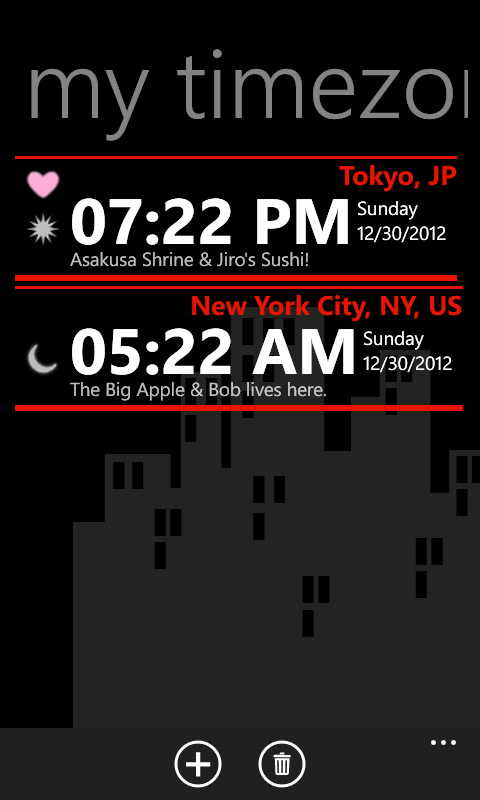 my timezo
Tokyo, JP
07:22 PM
Sunday
12/30/2012
Asakusa Shrine & Jiro's Sushi!
New York City, NY, US
05:22 AM
Sunday
12/30/2012
The Big Apple & Bob lives here.